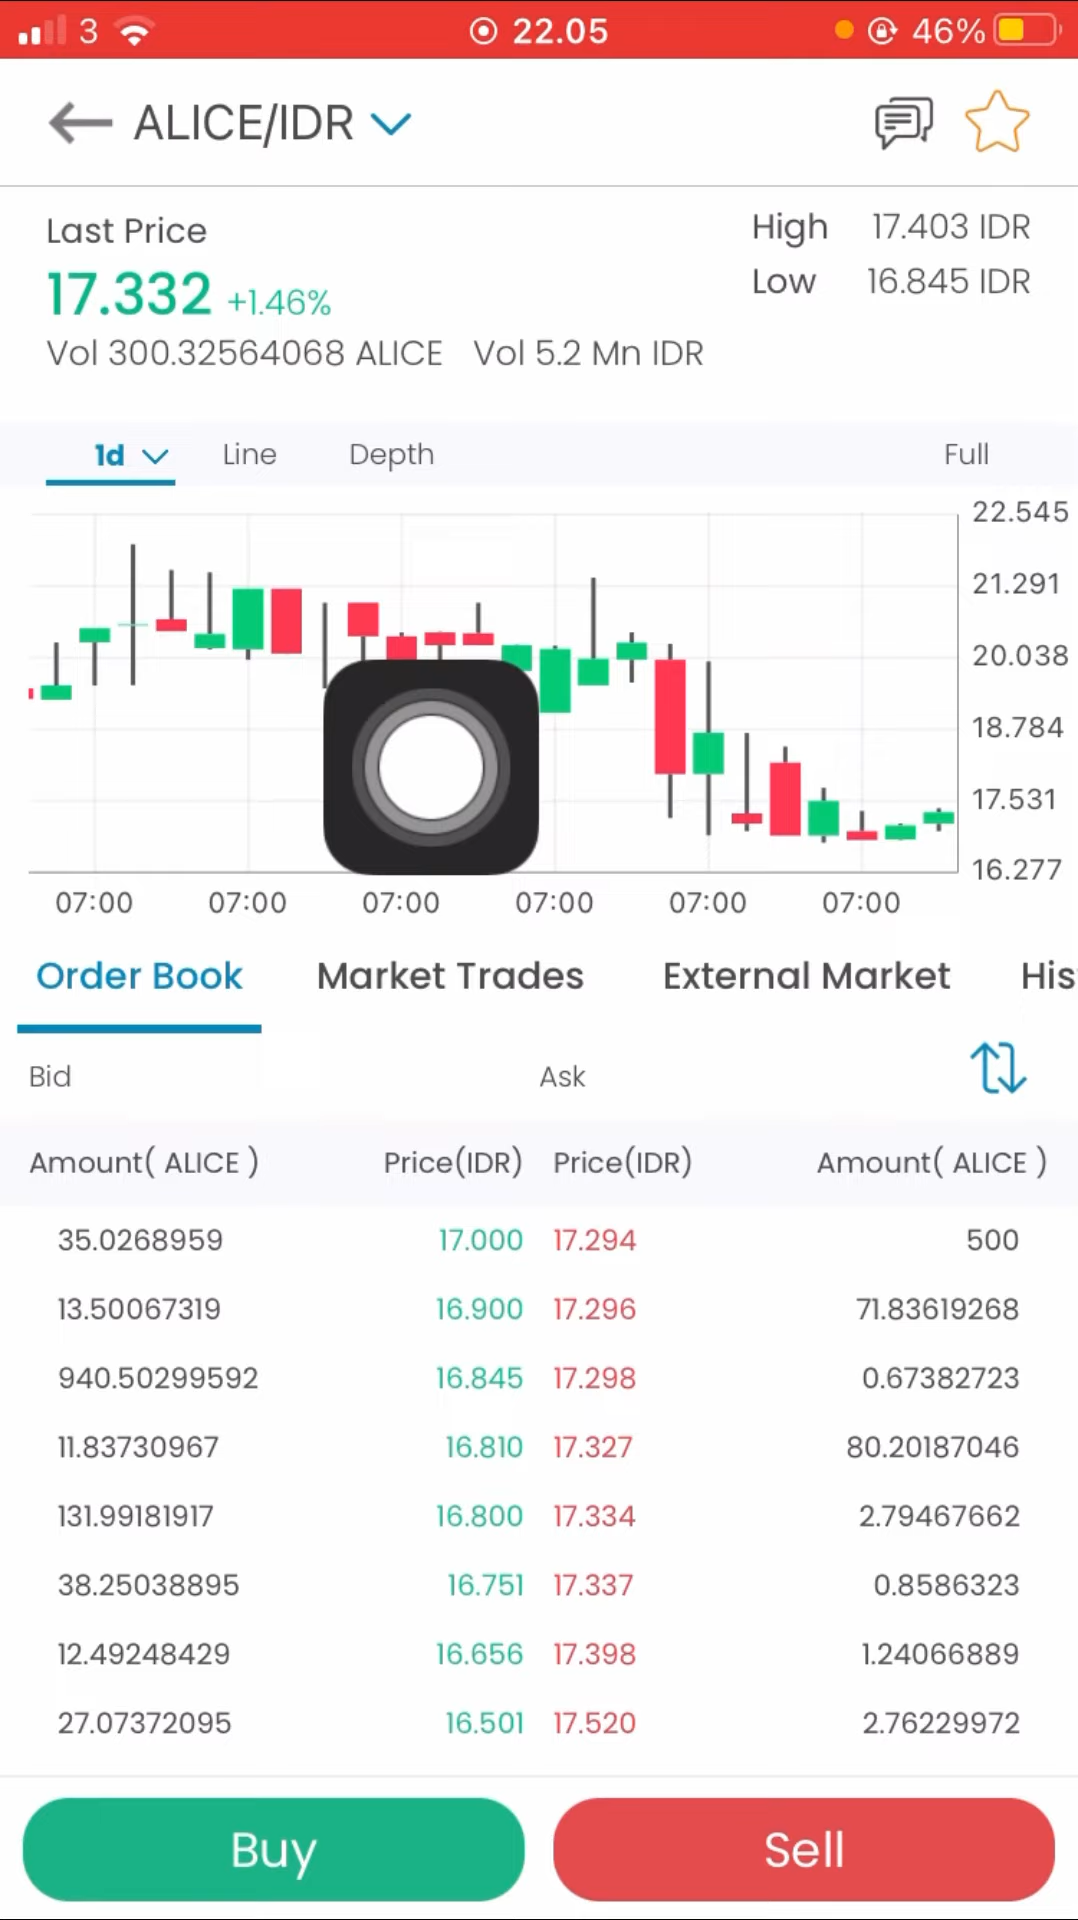 3 22.05 46%
ALICE/IDR
Last Price
High 17.403 IDR
17.332 +1.46%
Low 16.845 IDR
Vol 300.32564068 ALICE Vol 5.2 Mn IDR
1d Line Depth Full
22.545
21.291
20.038
18.784
17.531
16.277
07:00 07:00 07:00 07:00 07:00 07:00
Order Book Market Trades External Market His
Bid Ask
Amount( ALICE ) Price(IDR) Price(IDR) Amount( ALICE )
35.0268959 17.000 17.294 500
13.50067319 16.900 17.296 71.83619268
940.50299592 16.845 17.298 0.67382723
11.83730967 16.810 17.327 80.20187046
131.99181917 16.800 17.334 2.79467662
38.25038895 16.751 17.337 0.8586323
12.49248429 16.656 17.398 1.24066889
27.07372095 16.501 17.520 2.76229972
Buy Sell